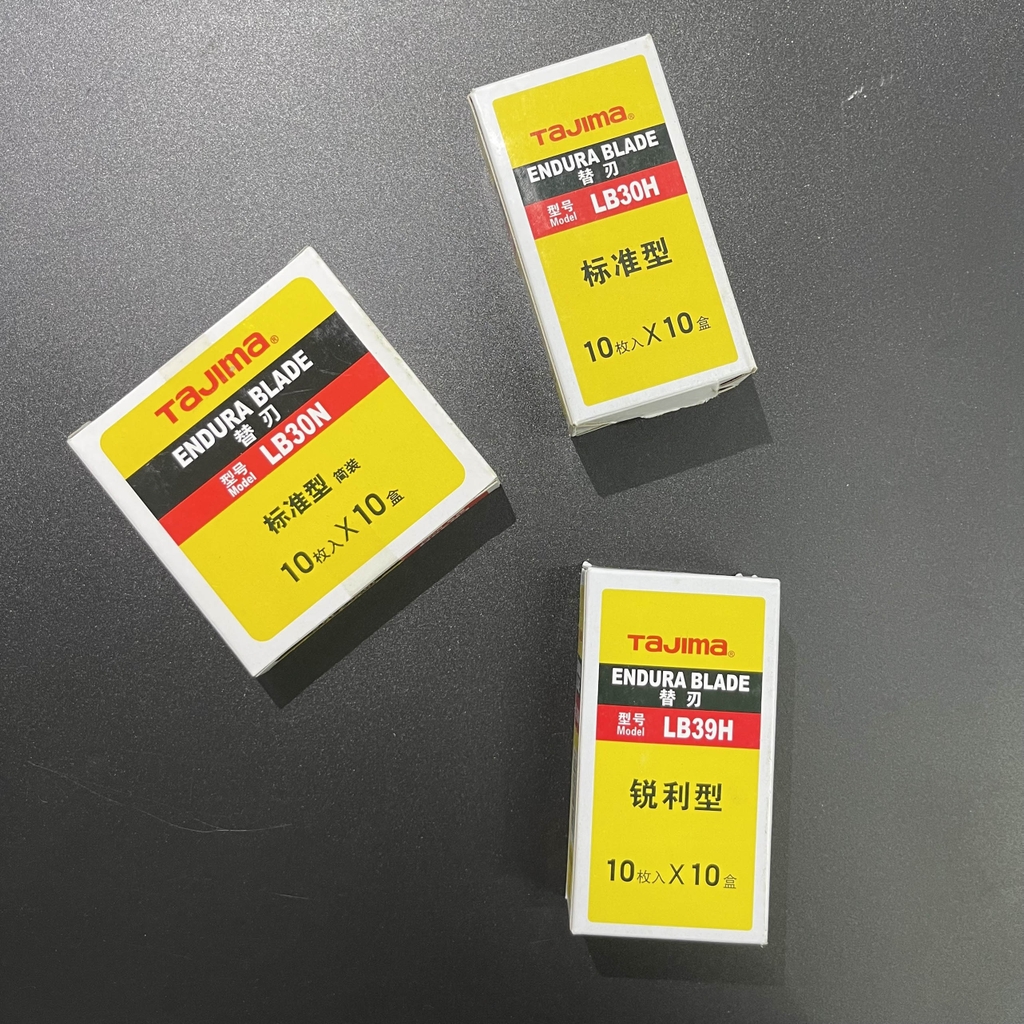 TaJIma®
ENDURA BLADE
替刃
型号 Model LB30H
标准型
10枚入X10盒
TaJIma®
ENDURA BLADE
替刃
型号 Model LB30N
标准型 简装
10枚入X10盒
TaJIma®
ENDURA BLADE
替刃
型号 Model LB39H
锐利型
10枚入X10盒